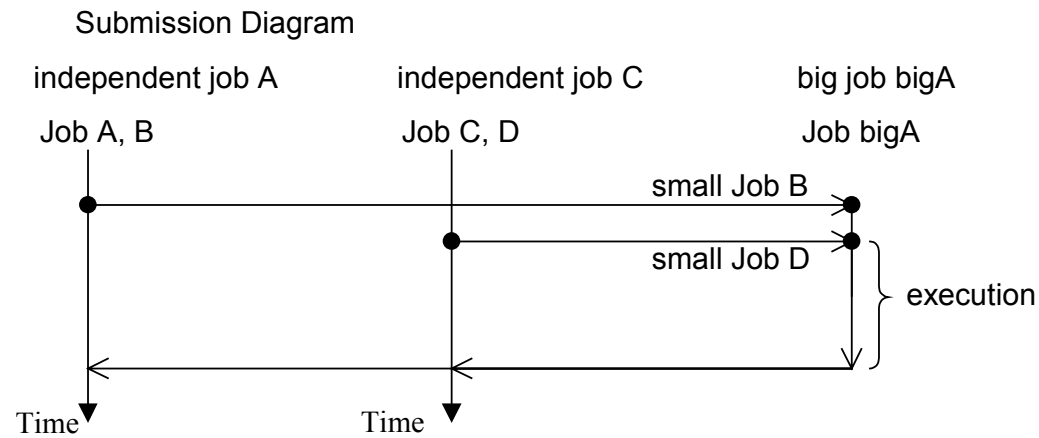 Submission Diagram
independent job A
independent job C
big job bigA
Job A, B
Job C, D
Job bigA
small Job B
small Job D
execution
Time
Time